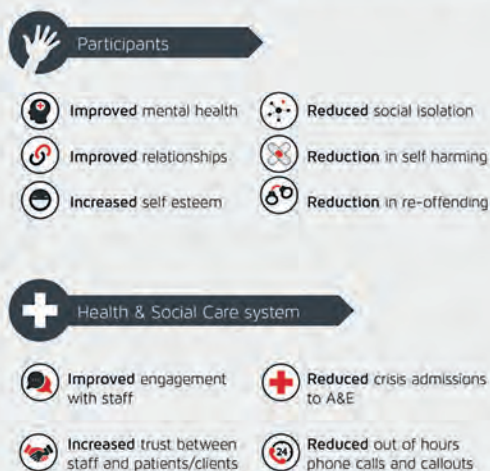 Participants
Improved mental health
Reduced social isolation
Improved relationships
Reduction in self harming
Increased self esteem
Reduction in re-offending
Health & Social Care system
Improved engagement
with staff
Reduced crisis admissions
to A&E
Increased trust between
staff and patients/clients
24
Reduced out of hours
phone calls and callouts